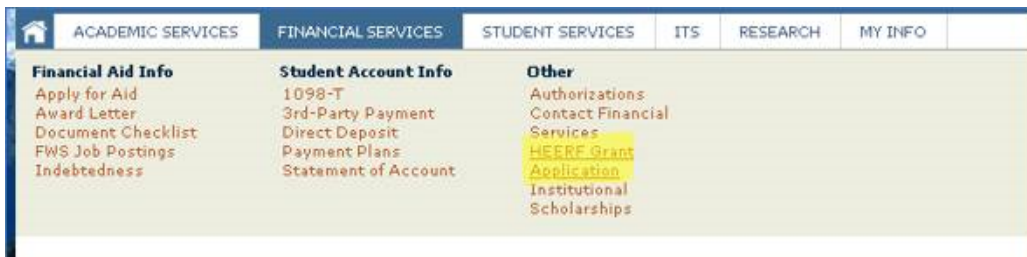 ACADEMIC SERVICES FINANCIAL SERVICES STUDENT SERVICES ITS RESEARCH MY INFO
Financial Aid Info
Apply for Aid
Award Letter
Document Checklist
FWS Job Postings
Indebtedness
Student Account Info
1098-T
3rd-Party Payment
Direct Deposit
Payment Plans
Statement of Account
Other
Authorizations
Contact Financial
Services
HEERF Grant
Application
Institutional
Scholarships